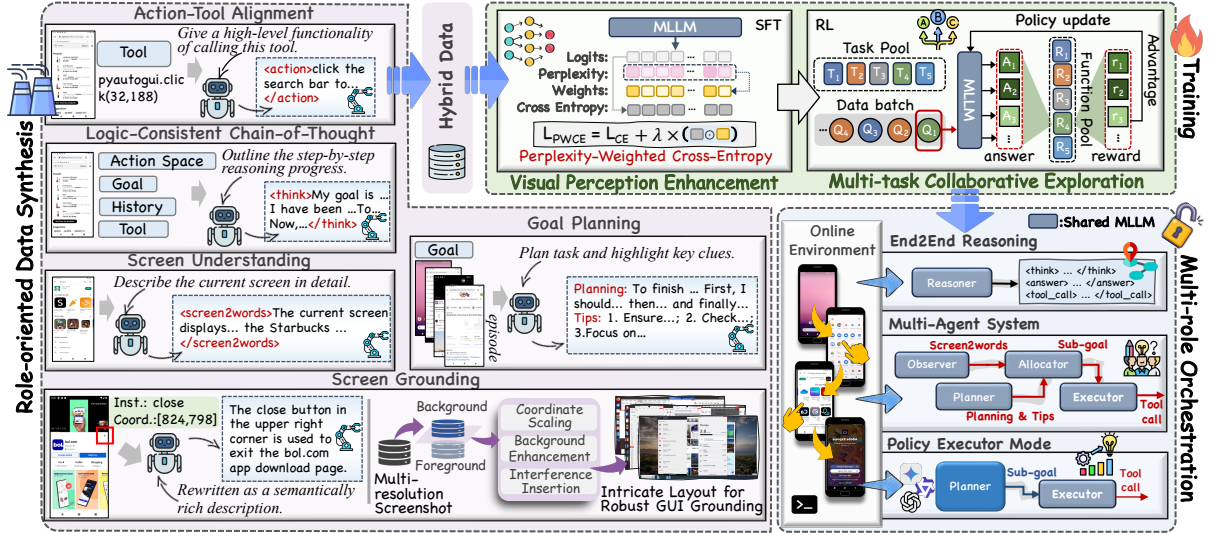 Role-oriented Data Synthesis
Action-Tool Alignment
Tool
pyautogui.clic
k(32,188)
Give a high-level functionality
of calling this tool.
<action>click the
search bar to...
</action>
Logic-Consistent Chain-of-Thought
Action Space
Goal
History
Tool
Outline the step-by-step
reasoning progress.
<think>My goal is ...
I have been ...To...
Now,...</think>
Screen Understanding
Describe the current screen in detail.
<screen2words>The current screen
displays... the Starbucks ...
</screen2words>
Goal Planning
Goal
episode
Plan task and highlight key clues.
Planning: To finish ... First, I
should... then... and finally...
Tips: 1. Ensure...; 2. Check...;
3.Focus on...
Screen Grounding
Inst.: close
Coord.:[824,798]
bol
bol.com
The close button in
the upper right
corner is used to
exit the bol.com
app download page.
Rewritten as a semantically
rich description.
Multi-
resolution
Screenshot
Background
Foreground
Coordinate
Scaling
Background
Enhancement
Interference
Insertion
Intricate Layout for
Robust GUI Grounding
Hybrid Data
Training
MLLM
SFT
Logits:
Perplexity:
Weights:
Cross Entropy:
...
...
...
...
L_PWCE = L_CE + λ × (⊙)
Perplexity-Weighted Cross-Entropy
Visual Perception Enhancement
RL
A B C
Policy update
Task Pool
T1 T2 T3 T4 T5
Data batch
... Q4 Q3 Q2 Q1
MLLM
A1
A2
A3
⋮
answer
R1
R2
R3
R4
R5
Function Pool
r1
r2
r3
⋮
reward
Advantage
Multi-task Collaborative Exploration
Multi-role Orchestration
:Shared MLLM
Online
Environment
>_
End2End Reasoning
Reasoner
<think> ... </think>
<answer> ... </answer>
<tool_call> ... </tool_call>
Multi-Agent System
Screen2words
Sub-goal
Observer
Allocator
Planner
Executor
Planning & Tips
Tool
call
Policy Executor Mode
Planner
Sub-goal
Executor
Tool
call